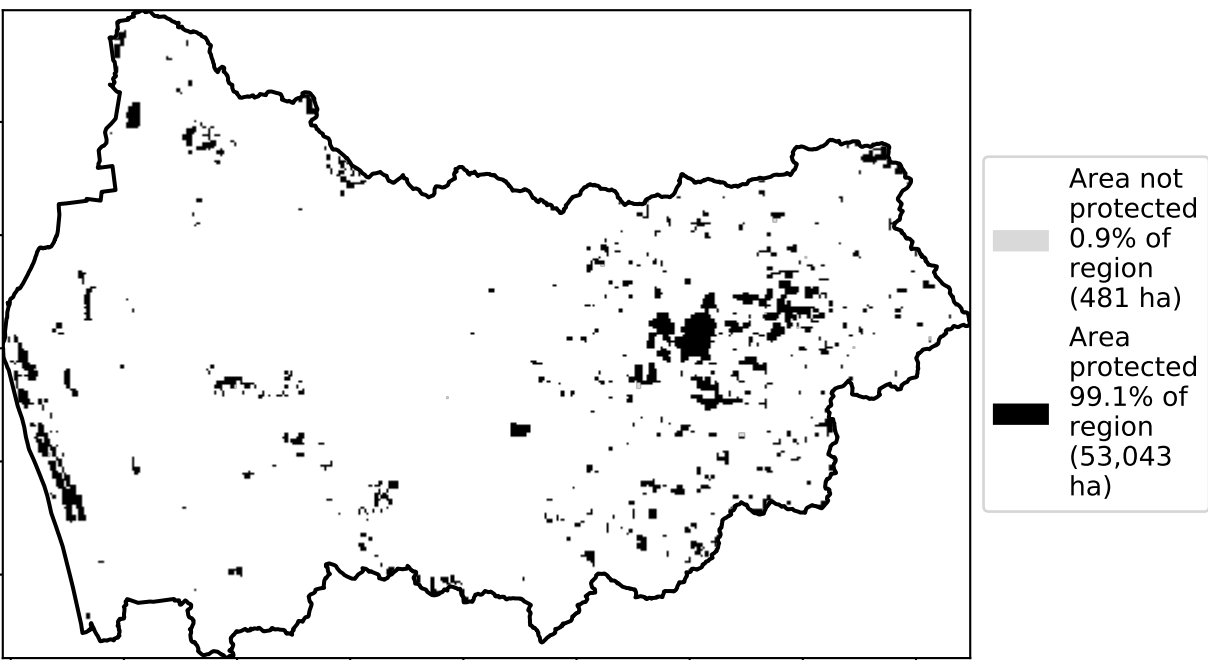 Area not
protected
0.9% of
region
(481 ha)
Area
protected
99.1% of
region
(53,043
ha)